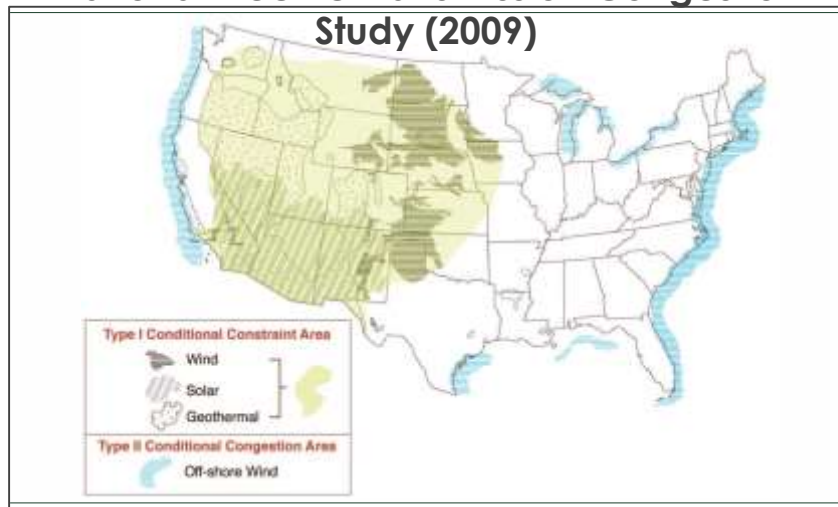 Study (2009)
Type I Conditional Constraint Area
Wind
Solar
Geothermal
Type II Conditional Congestion Area
Off-shore Wind